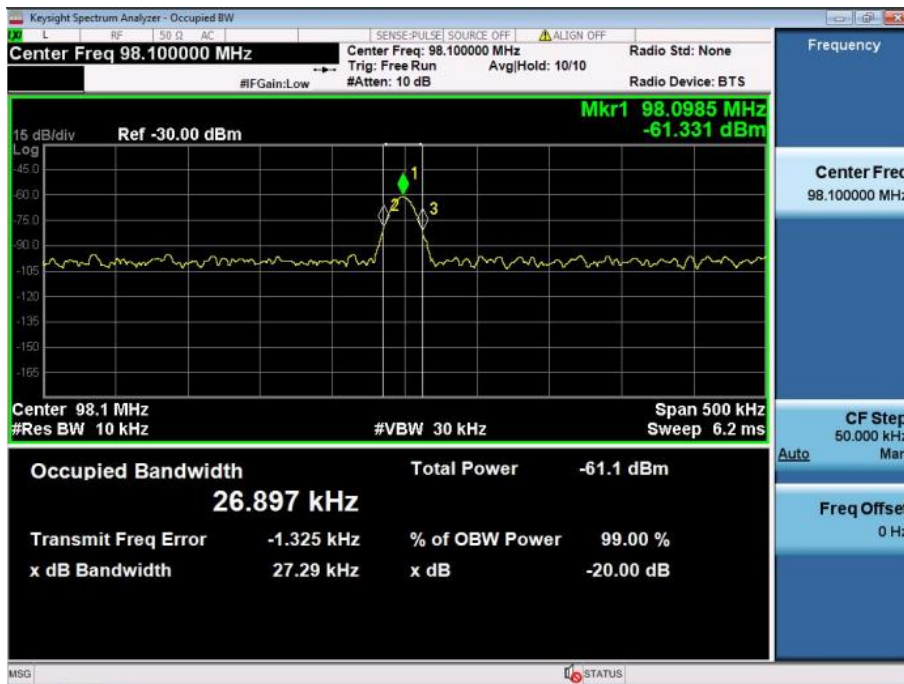 Keysight Spectrum Analyzer - Occupied BW
LXI L RF 50 Ω AC SENSE:PULSE SOURCE OFF ALIGN OFF
Center Freq 98.100000 MHz
Center Freq: 98.100000 MHz Radio Std: None
Trig: Free Run Avg|Hold: 10/10
#IFGain:Low #Atten: 10 dB Radio Device: BTS
Mkr1 98.0985 MHz
-61.331 dBm
15 dB/div Ref -30.00 dBm
Log
-45.0
-60.0
-75.0
-90.0
-105
-120
-135
-150
-165
1
2
3
Center 98.1 MHz Span 500 kHz
#Res BW 10 kHz #VBW 30 kHz Sweep 6.2 ms
Occupied Bandwidth Total Power -61.1 dBm
26.897 kHz
Transmit Freq Error -1.325 kHz % of OBW Power 99.00 %
x dB Bandwidth 27.29 kHz x dB -20.00 dB
MSG STATUS
Frequency
Center Freq
98.100000 MHz
CF Step
50.000 kHz
Auto Man
Freq Offset
0 Hz